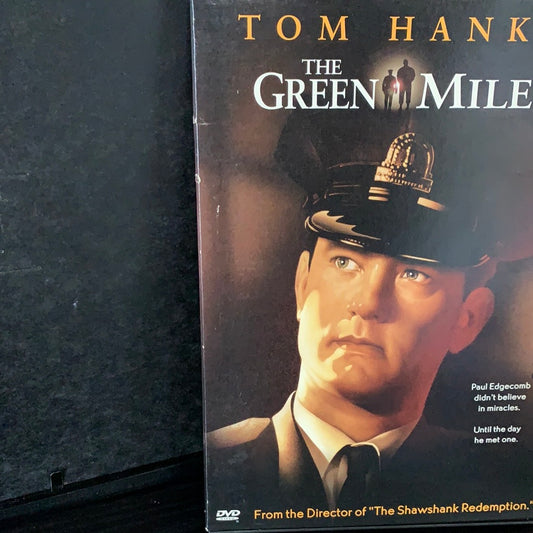 TOM HANK
THE
GREEN MILE
Paul Edgecomb
didn't believe
in miracles.
Until the day
he met one.
DVD
From the Director of "The Shawshank Redemption."